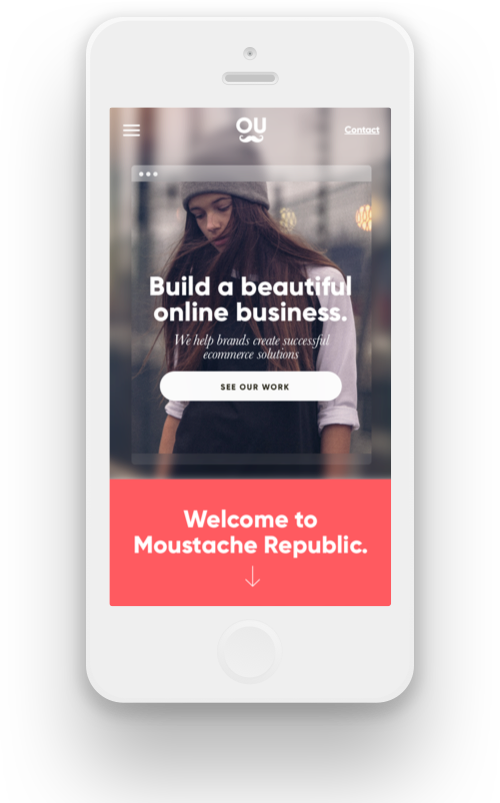 OU
Contact
Build a beautiful
online business.
We help brands create successful
ecommerce solutions
SEE OUR WORK
Welcome to
Moustache Republic.